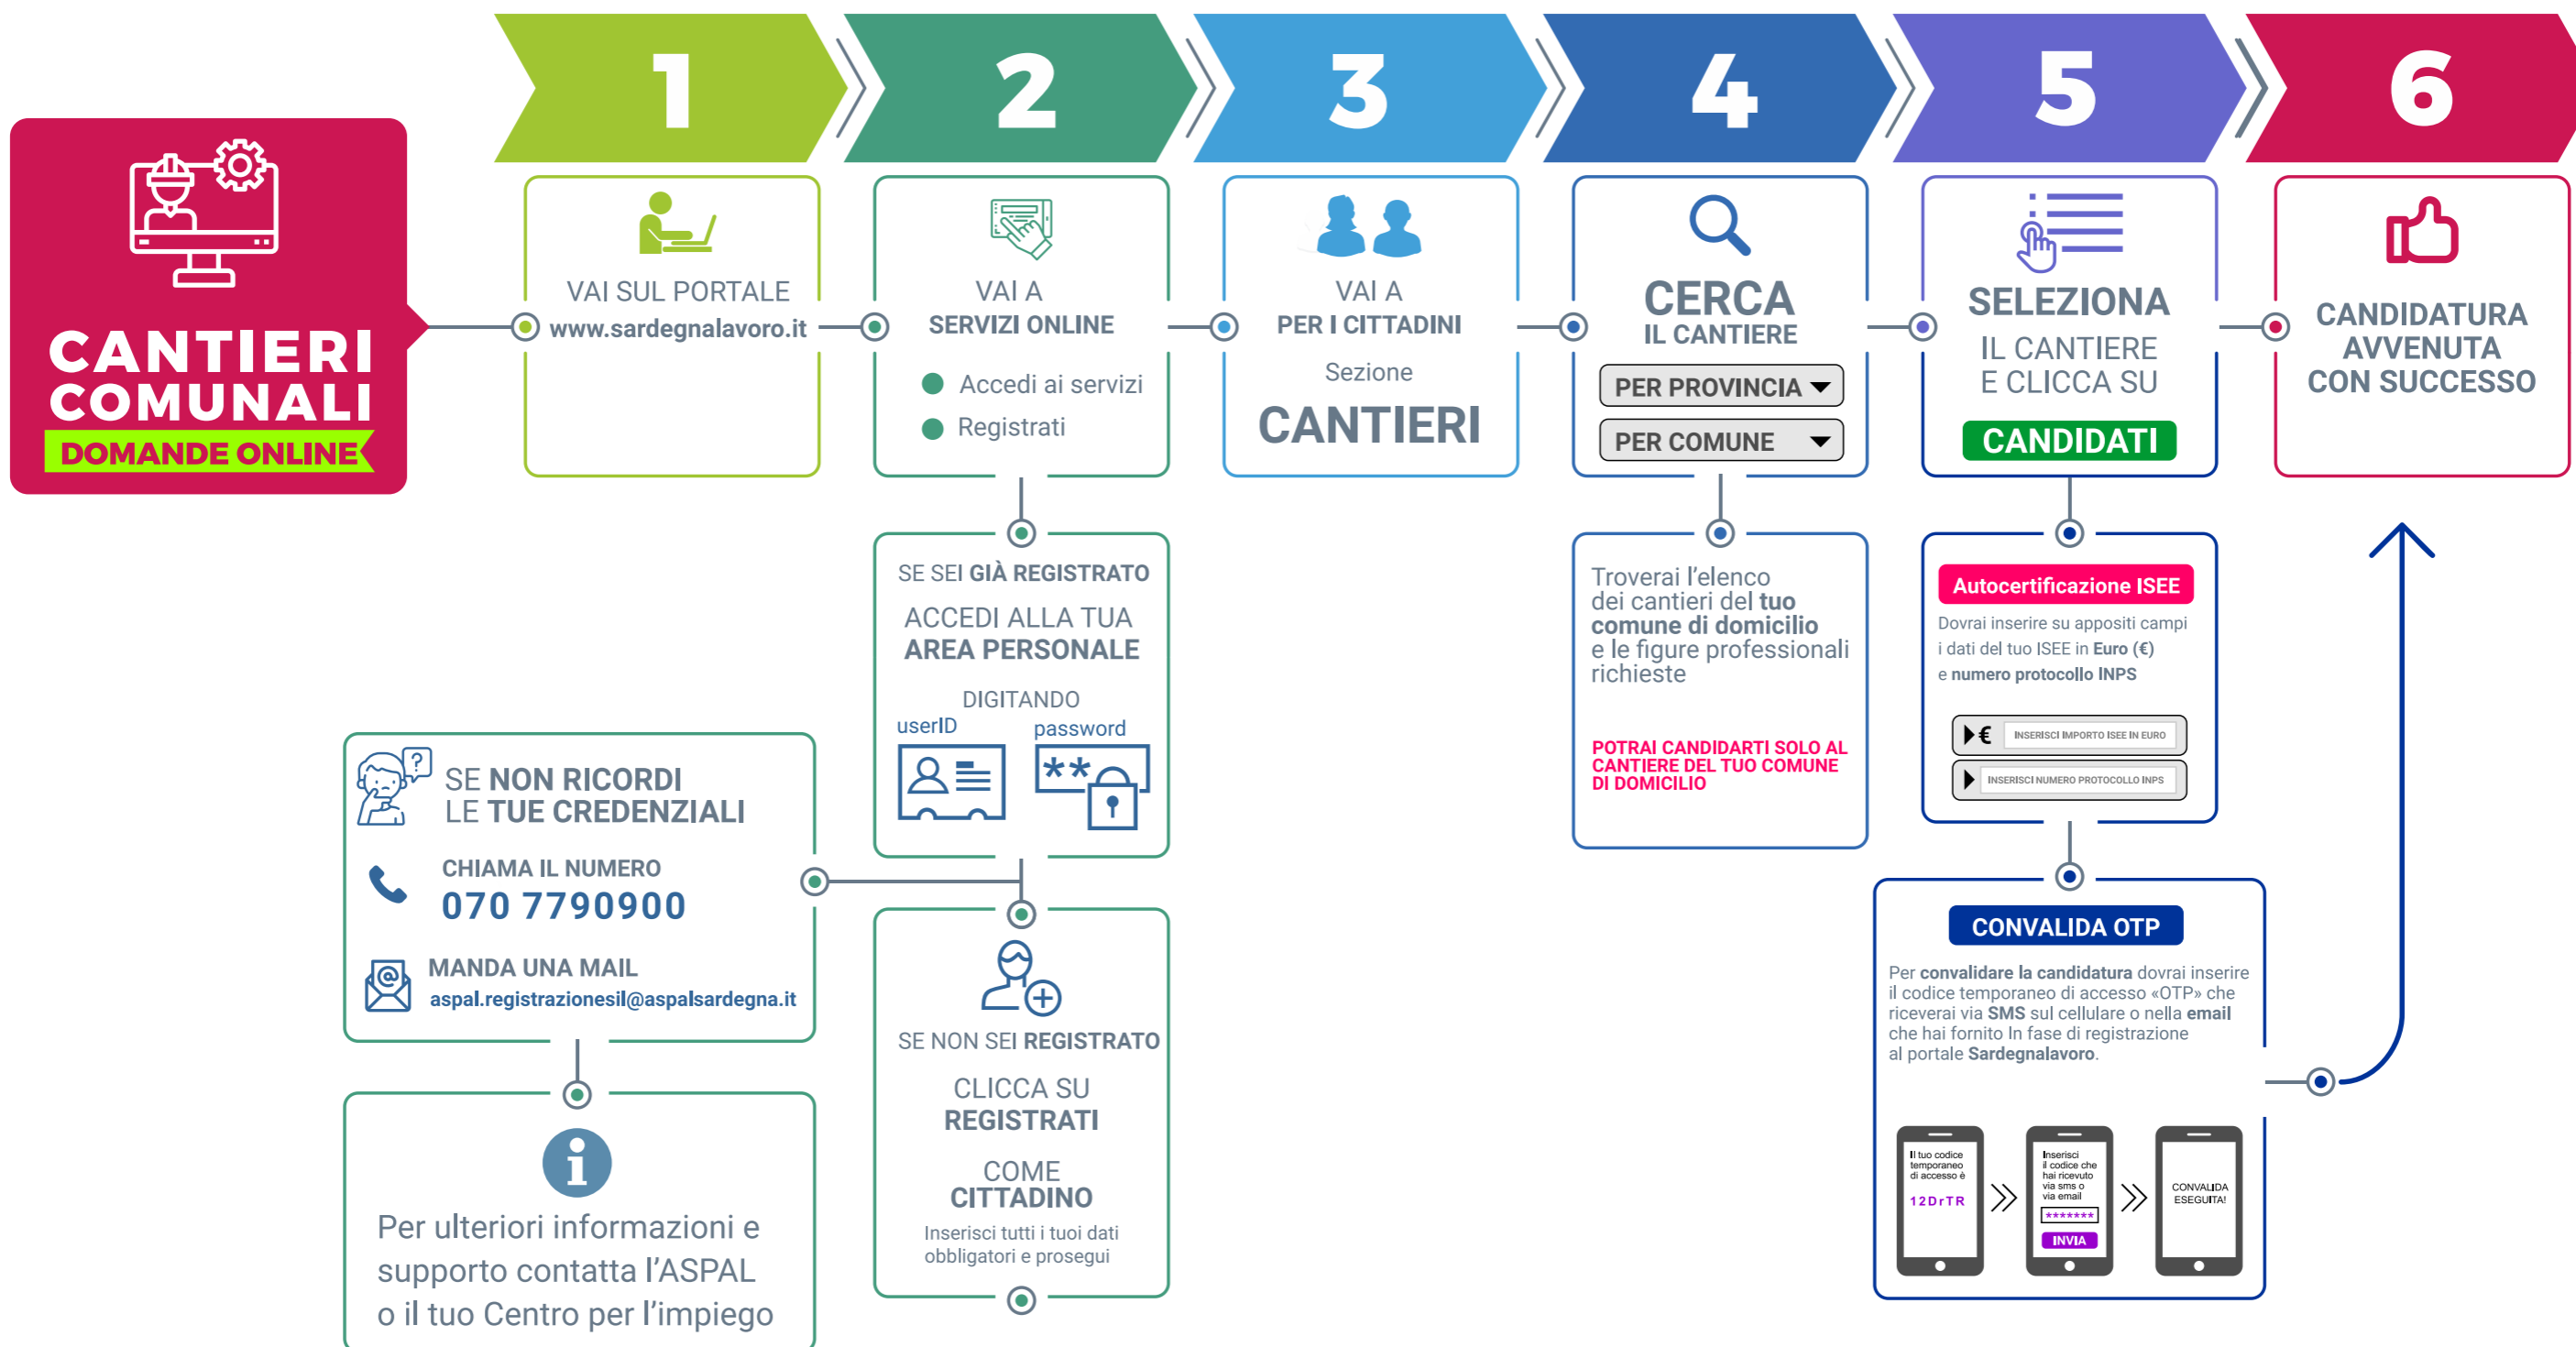 CANTIERI
COMUNALI
DOMANDE ONLINE
1
VAI SUL PORTALE
www.sardegnalavoro.it
2
VAI A
SERVIZI ONLINE
Accedi ai servizi
Registrati
SE SEI GIÀ REGISTRATO
ACCEDI ALLA TUA
AREA PERSONALE
DIGITANDO
userID
password
**
SE NON RICORDI
LE TUE CREDENZIALI
?
CHIAMA IL NUMERO
070 7790900
@
MANDA UNA MAIL
aspal.registrazionesil@aspalsardegna.it
i
Per ulteriori informazioni e
supporto contatta l'ASPAL
o il tuo Centro per l'impiego
SE NON SEI REGISTRATO
CLICCA SU
REGISTRATI
COME
CITTADINO
Inserisci tutti i tuoi dati
obbligatori e prosegui
3
VAI A
PER I CITTADINI
Sezione
CANTIERI
4
CERCA
IL CANTIERE
PER PROVINCIA
PER COMUNE
Troverai l'elenco
dei cantieri del tuo
comune di domicilio
e le figure professionali
richieste
POTRAI CANDIDARTI SOLO AL
CANTIERE DEL TUO COMUNE
DI DOMICILIO
5
SELEZIONA
IL CANTIERE
E CLICCA SU
CANDIDATI
Autocertificazione ISEE
Dovrai inserire su appositi campi
i dati del tuo ISEE in Euro (€)
e numero protocollo INPS
€ INSERISCI IMPORTO ISEE IN EURO
INSERISCI NUMERO PROTOCOLLO INPS
CONVALIDA OTP
Per convalidare la candidatura dovrai inserire
il codice temporaneo di accesso «OTP» che
riceverai via SMS sul cellulare o nella email
che hai fornito In fase di registrazione
al portale Sardegnalavoro.
Il tuo codice
temporaneo
di accesso è
12DrTR
Inserisci
il codice che
hai ricevuto
via sms o
via email
*******
INVIA
CONVALIDA
ESEGUITA!
6
CANDIDATURA
AVVENUTA
CON SUCCESSO